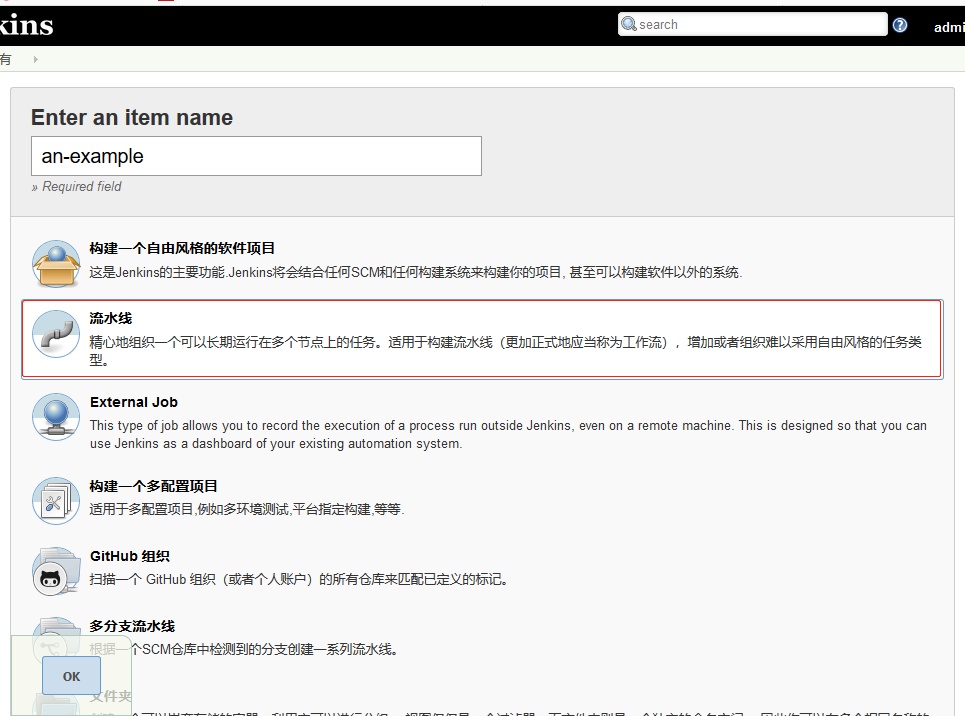 kins
search
admi
有
Enter an item name
an-example
» Required field
构建一个自由风格的软件项目
这是Jenkins的主要功能.Jenkins将会结合任何SCM和任何构建系统来构建你的项目, 甚至可以构建软件以外的系统.
流水线
精心地组织一个可以长期运行在多个节点上的任务。适用于构建流水线（更加正式地应当称为工作流），增加或者组织难以采用自由风格的任务类
型。
External Job
This type of job allows you to record the execution of a process run outside Jenkins, even on a remote machine. This is designed so that you can
use Jenkins as a dashboard of your existing automation system.
构建一个多配置项目
适用于多配置项目,例如多环境测试,平台指定构建,等等.
GitHub 组织
扫描一个 GitHub 组织（或者个人账户）的所有仓库来匹配已定义的标记。
多分支流水线
根据一个SCM仓库中检测到的分支创建一系列流水线。
OK
文件夹